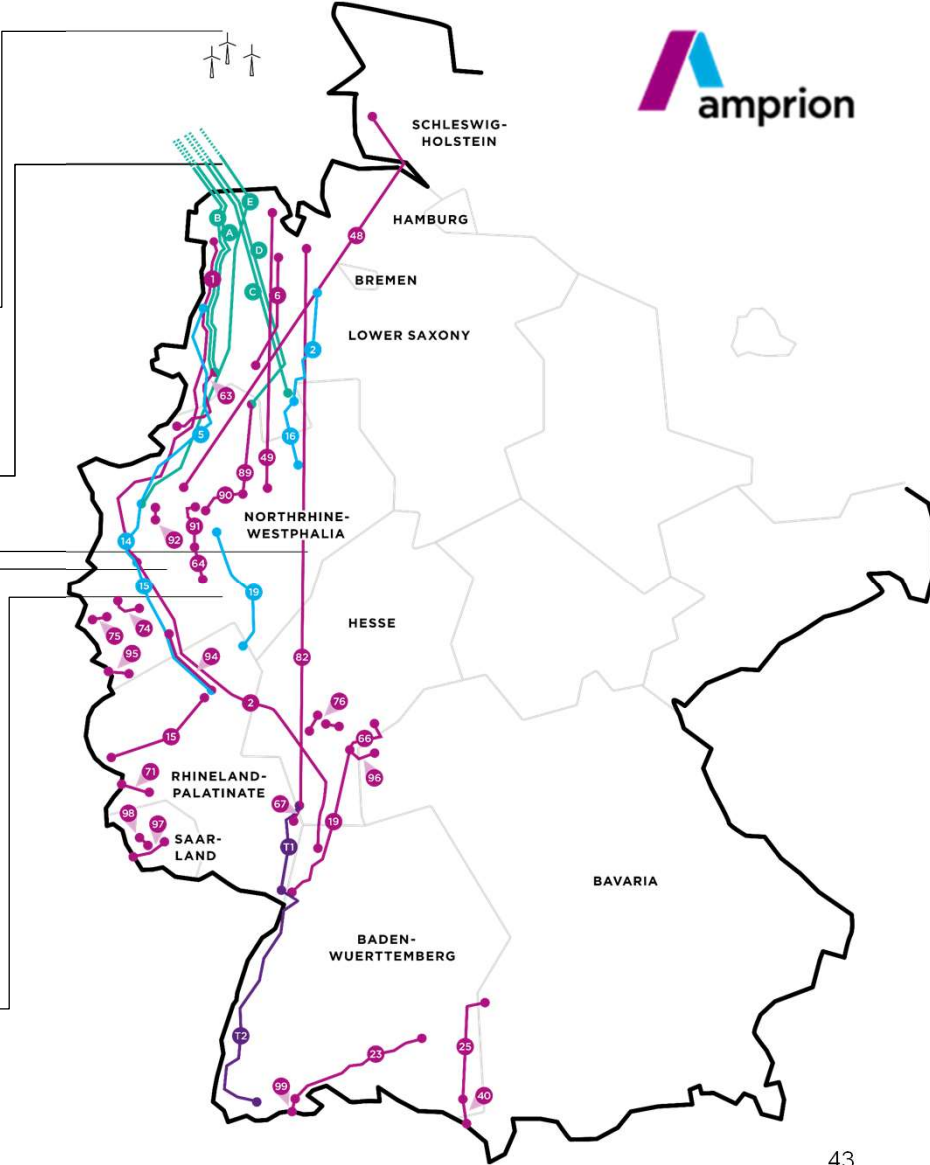 amprion
SCHLESWIG-
HOLSTEIN
E
B
A
HAMBURG
48
D
1
BREMEN
C
6
LOWER SAXONY
2
63
5
16
49
89
90
NORTHRHINE-
WESTPHALIA
91
92
14
64
15
19
74
HESSE
75
95
94
82
2
76
15
66
96
71
RHINELAND-
PALATINATE
67
98
97
19
SAAR-
LAND
T1
BAVARIA
BADEN-
WUERTTEMBERG
T2
25
23
99
40
43